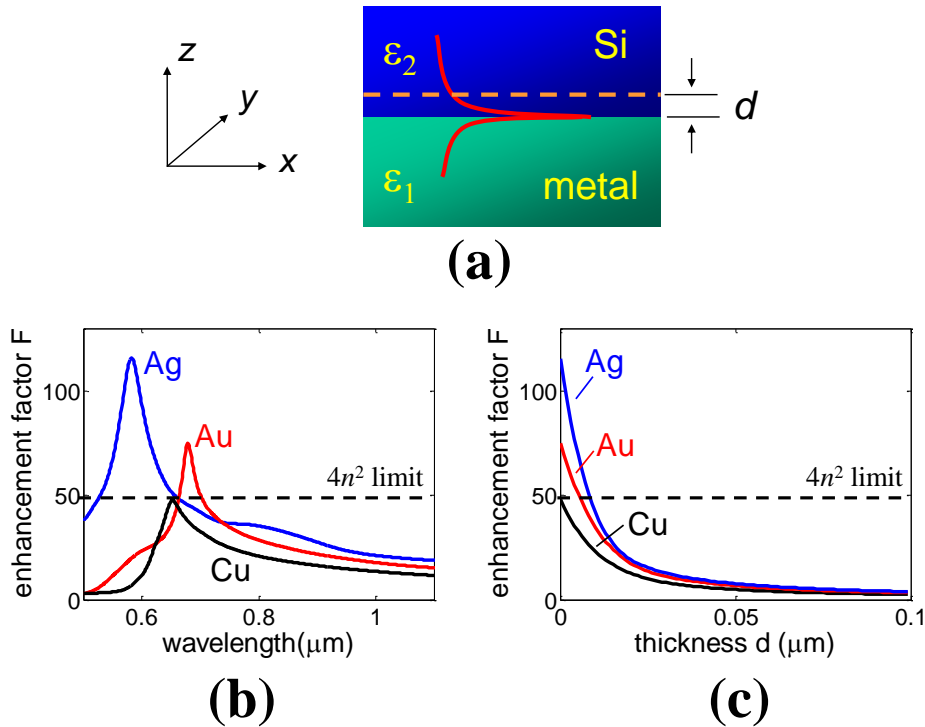 z
y
x
ε2
Si
d
ε1
metal
(a)
enhancement factor F
100
50
0
Ag
Au
4n² limit
Cu
0.6
0.8
1
wavelength(μm)
(b)
enhancement factor F
100
50
0
Ag
Au
4n² limit
Cu
0
0.05
0.1
thickness d (μm)
(c)